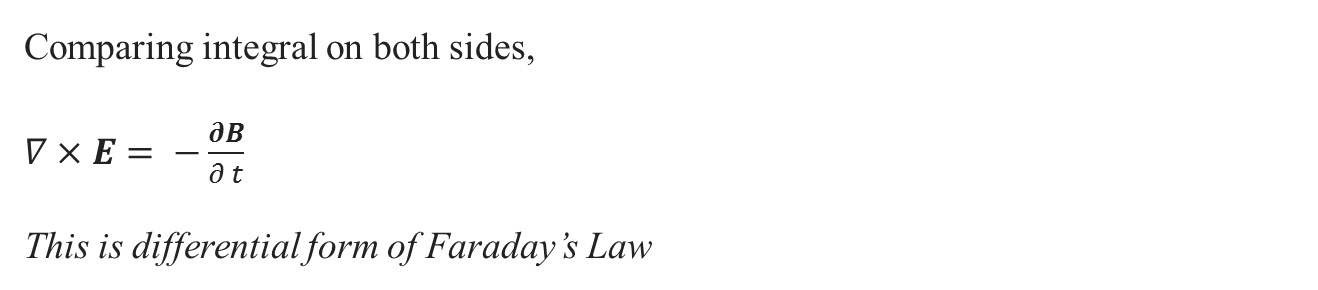 Comparing integral on both sides,
∇ × E = − ∂B/∂ t
This is differential form of Faraday’s Law